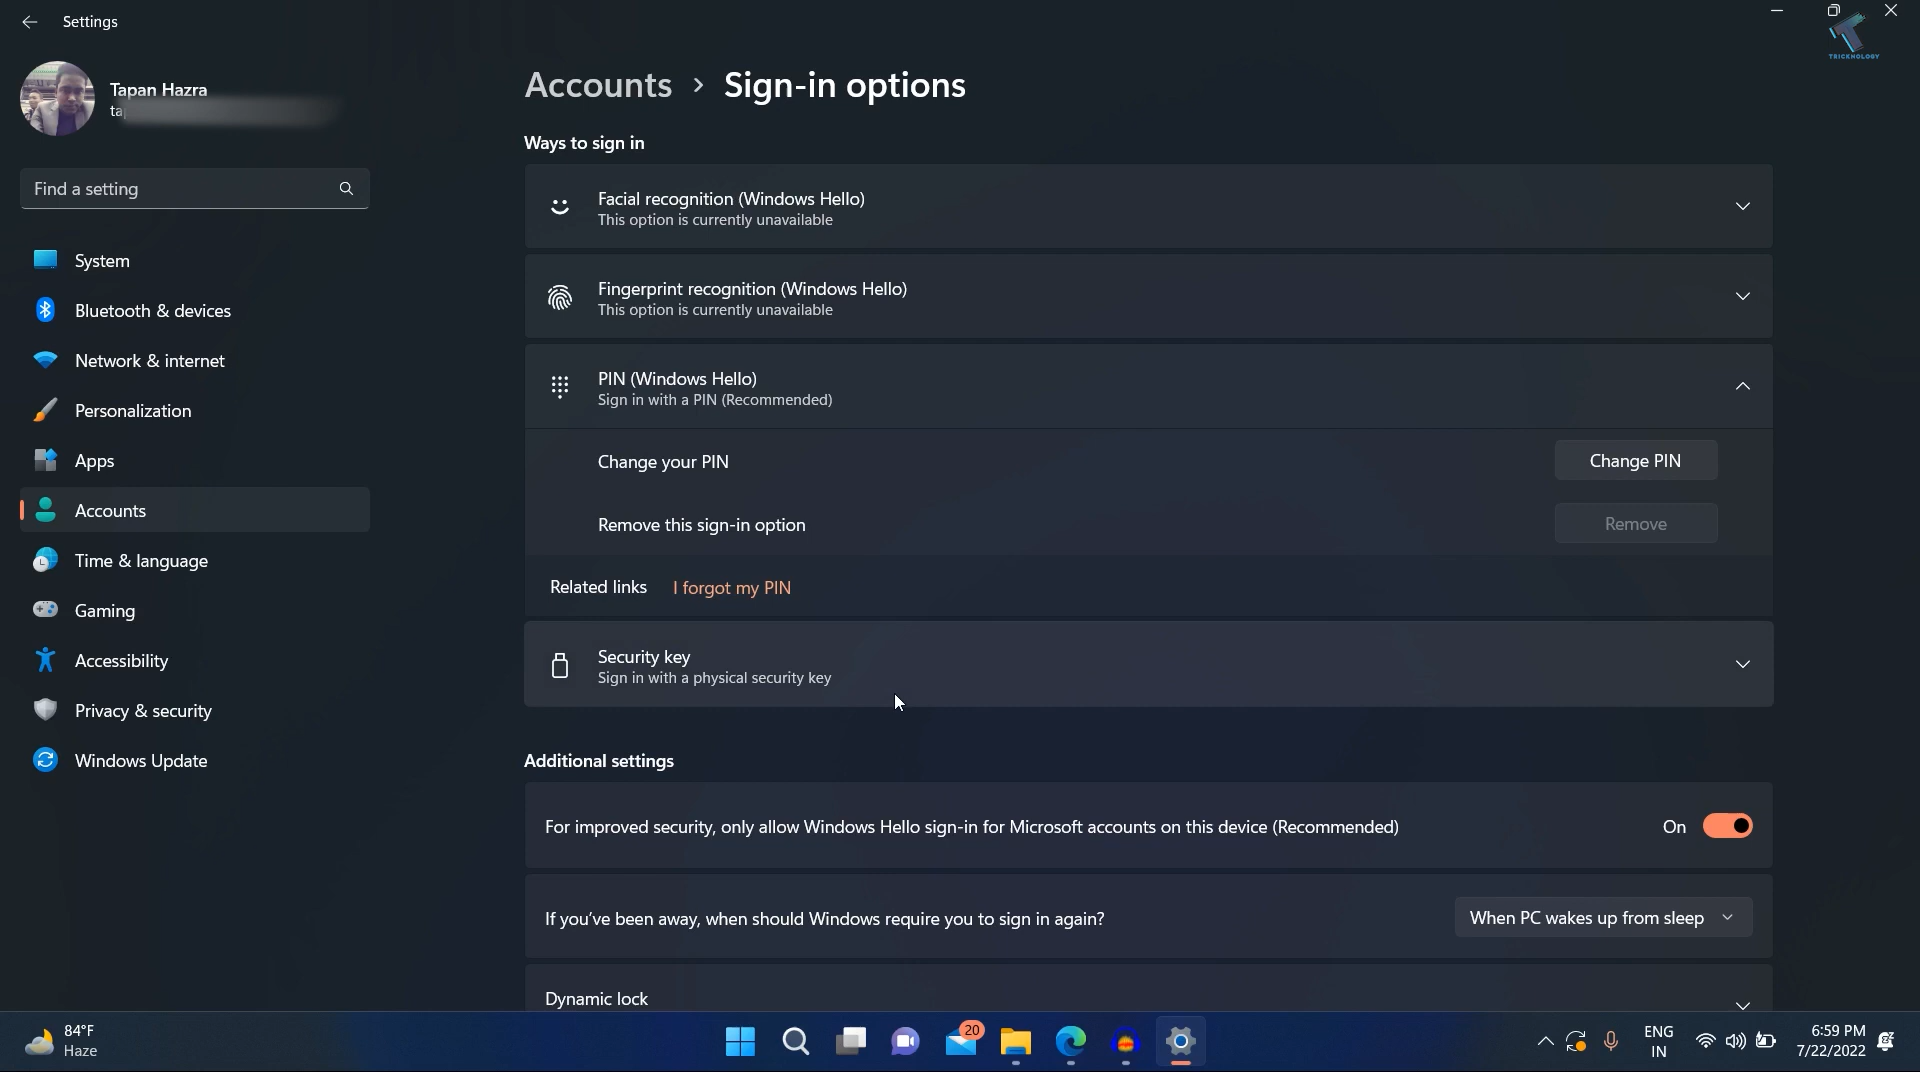 Settings
TRICKNOLOGY
Tapan Hazra
ta
Find a setting
System
Bluetooth & devices
Network & internet
Personalization
Apps
Accounts
Time & language
Gaming
Accessibility
Privacy & security
Windows Update
Accounts > Sign-in options
Ways to sign in
Facial recognition (Windows Hello)
This option is currently unavailable
Fingerprint recognition (Windows Hello)
This option is currently unavailable
PIN (Windows Hello)
Sign in with a PIN (Recommended)
Change your PIN
Change PIN
Remove this sign-in option
Remove
Related links I forgot my PIN
Security key
Sign in with a physical security key
Additional settings
For improved security, only allow Windows Hello sign-in for Microsoft accounts on this device (Recommended)
On
If you've been away, when should Windows require you to sign in again?
When PC wakes up from sleep
Dynamic lock
84°F
Haze
20
ENG
IN
6:59 PM
7/22/2022